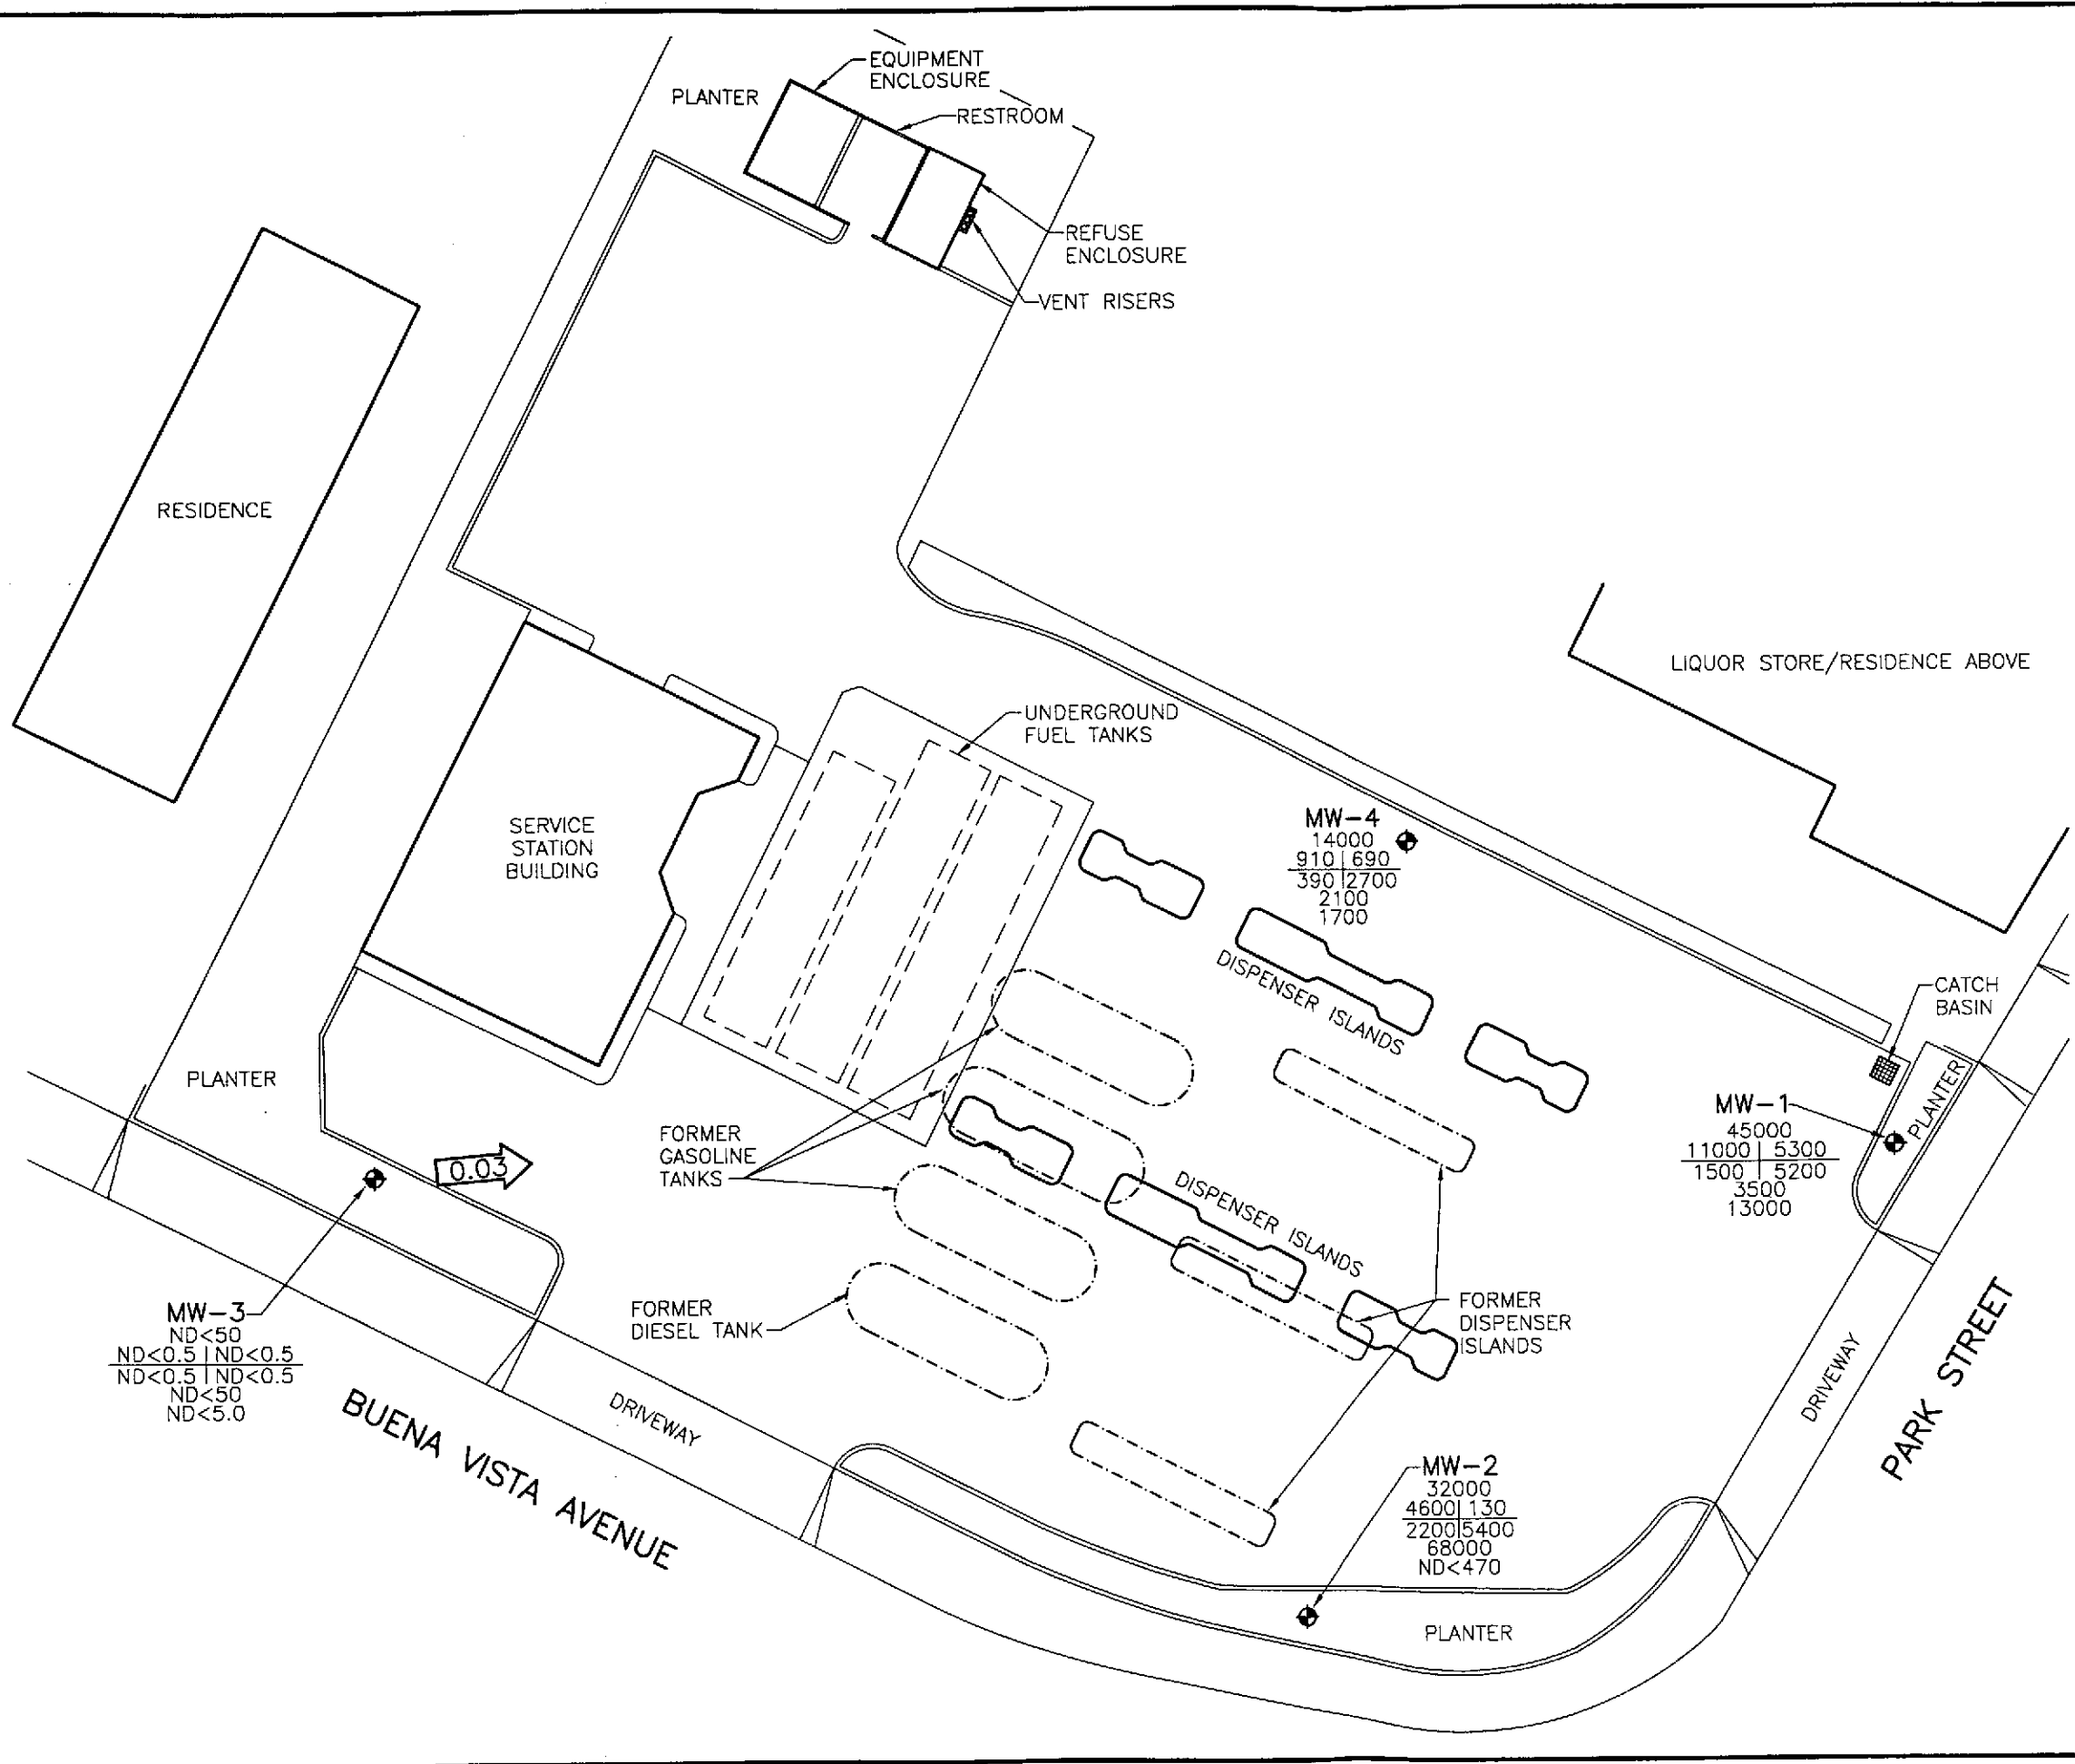 EQUIPMENT
ENCLOSURE
PLANTER
RESTROOM
REFUSE
ENCLOSURE
VENT RISERS
RESIDENCE
LIQUOR STORE/RESIDENCE ABOVE
UNDERGROUND
FUEL TANKS
SERVICE
STATION
BUILDING
MW-4
14000
910 | 690
390 | 2700
2100
1700
DISPENSER ISLANDS
CATCH
BASIN
PLANTER
PLANTER
MW-1
45000
11000 | 5300
1500 | 5200
3500
13000
FORMER
GASOLINE
TANKS
0.03
DISPENSER ISLANDS
MW-3
ND<50
ND<0.5 | ND<0.5
ND<0.5 | ND<0.5
ND<50
ND<5.0
FORMER
DIESEL TANK
FORMER
DISPENSER
ISLANDS
DRIVEWAY
PARK STREET
BUENA VISTA AVENUE
DRIVEWAY
MW-2
32000
4600 | 130
2200 | 5400
68000
ND<470
PLANTER